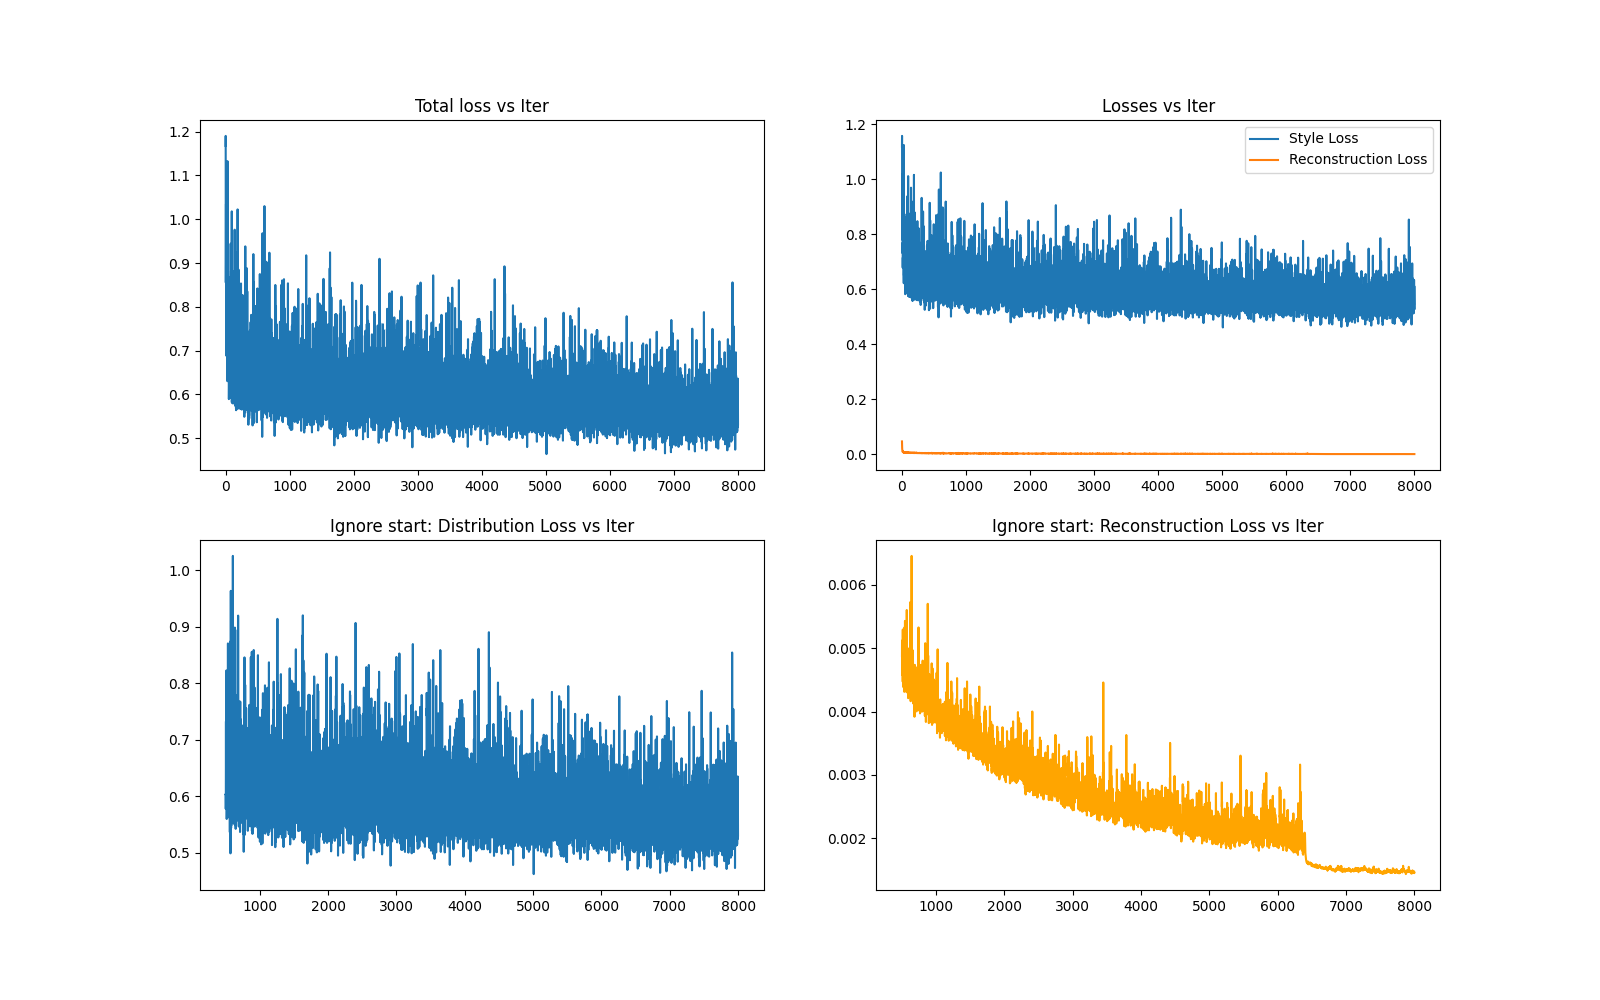 Total loss vs Iter
1.2
1.1
1.0
0.9
0.8
0.7
0.6
0.5
0 1000 2000 3000 4000 5000 6000 7000 8000
Losses vs Iter
Style Loss
Reconstruction Loss
1.2
1.0
0.8
0.6
0.4
0.2
0.0
0 1000 2000 3000 4000 5000 6000 7000 8000
Ignore start: Distribution Loss vs Iter
1.0
0.9
0.8
0.7
0.6
0.5
1000 2000 3000 4000 5000 6000 7000 8000
Ignore start: Reconstruction Loss vs Iter
0.006
0.005
0.004
0.003
0.002
1000 2000 3000 4000 5000 6000 7000 8000